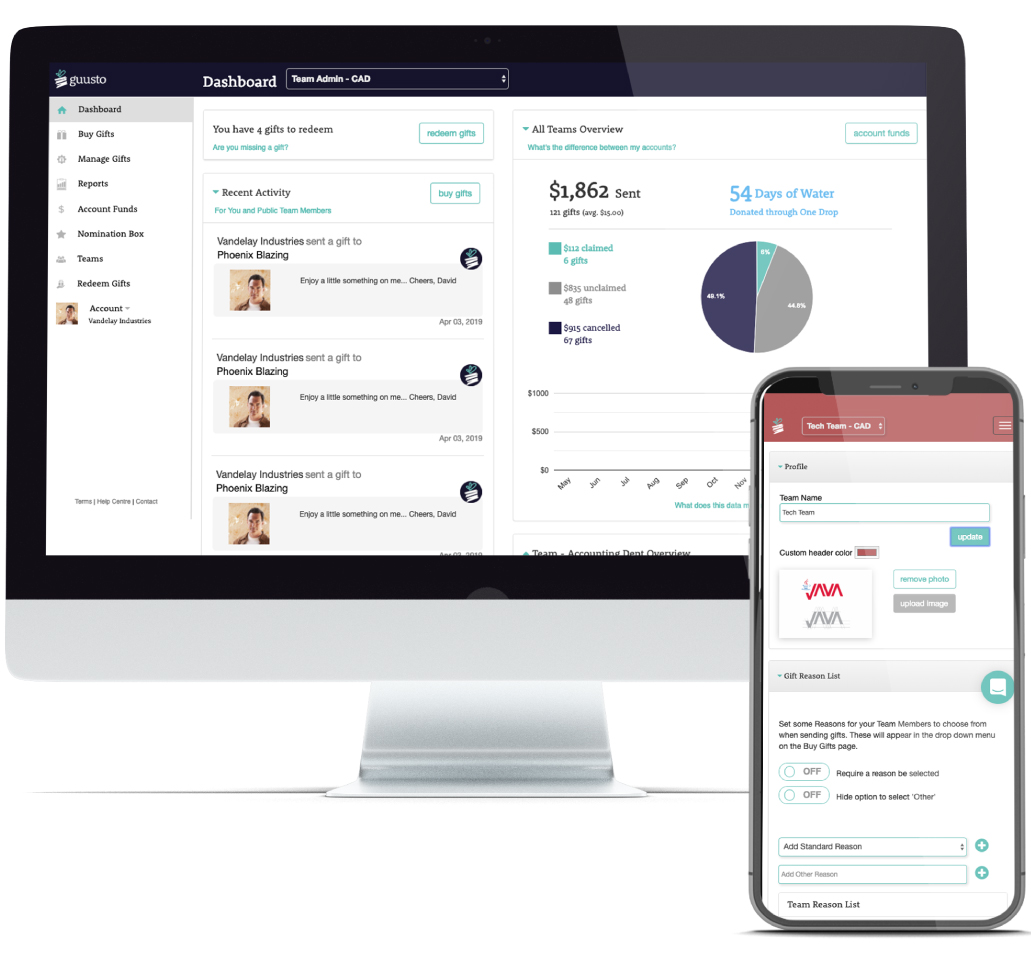 guusto
Dashboard
Team Admin - CAD
Dashboard
Buy Gifts
Manage Gifts
Reports
Account Funds
Nomination Box
Teams
Redeem Gifts
Account
Vandelay Industries
Terms | Help Centre | Contact
You have 4 gifts to redeem
redeem gifts
Are you missing a gift?
Recent Activity
buy gifts
For You and Public Team Members
Vandelay Industries sent a gift to
Phoenix Blazing
Enjoy a little something on me... Cheers, David
Apr 03, 2019
Vandelay Industries sent a gift to
Phoenix Blazing
Enjoy a little something on me... Cheers, David
Apr 03, 2019
Vandelay Industries sent a gift to
Phoenix Blazing
Enjoy a little something on me... Cheers, David
Apr 03, 2019
All Teams Overview
account funds
What's the difference between my accounts?
$1,862 Sent
121 gifts (avg. $15.00)
54 Days of Water
Donated through One Drop
$112 claimed
6 gifts
$835 unclaimed
48 gifts
$915 cancelled
67 gifts
6%
49.1%
44.8%
$1000
$500
$0
May Jun Jul Aug Sep Oct Nov
What does this data m
Team - Accounting Dept Overview
Tech Team - CAD
Profile
Team Name
Tech Team
update
Custom header color
remove photo
upload image
JAVA
JAVA
Gift Reason List
Set some Reasons for your Team Members to choose from
when sending gifts. These will appear in the drop down menu
on the Buy Gifts page.
OFF Require a reason be selected
OFF Hide option to select 'Other'
Add Standard Reason
Add Other Reason
Team Reason List